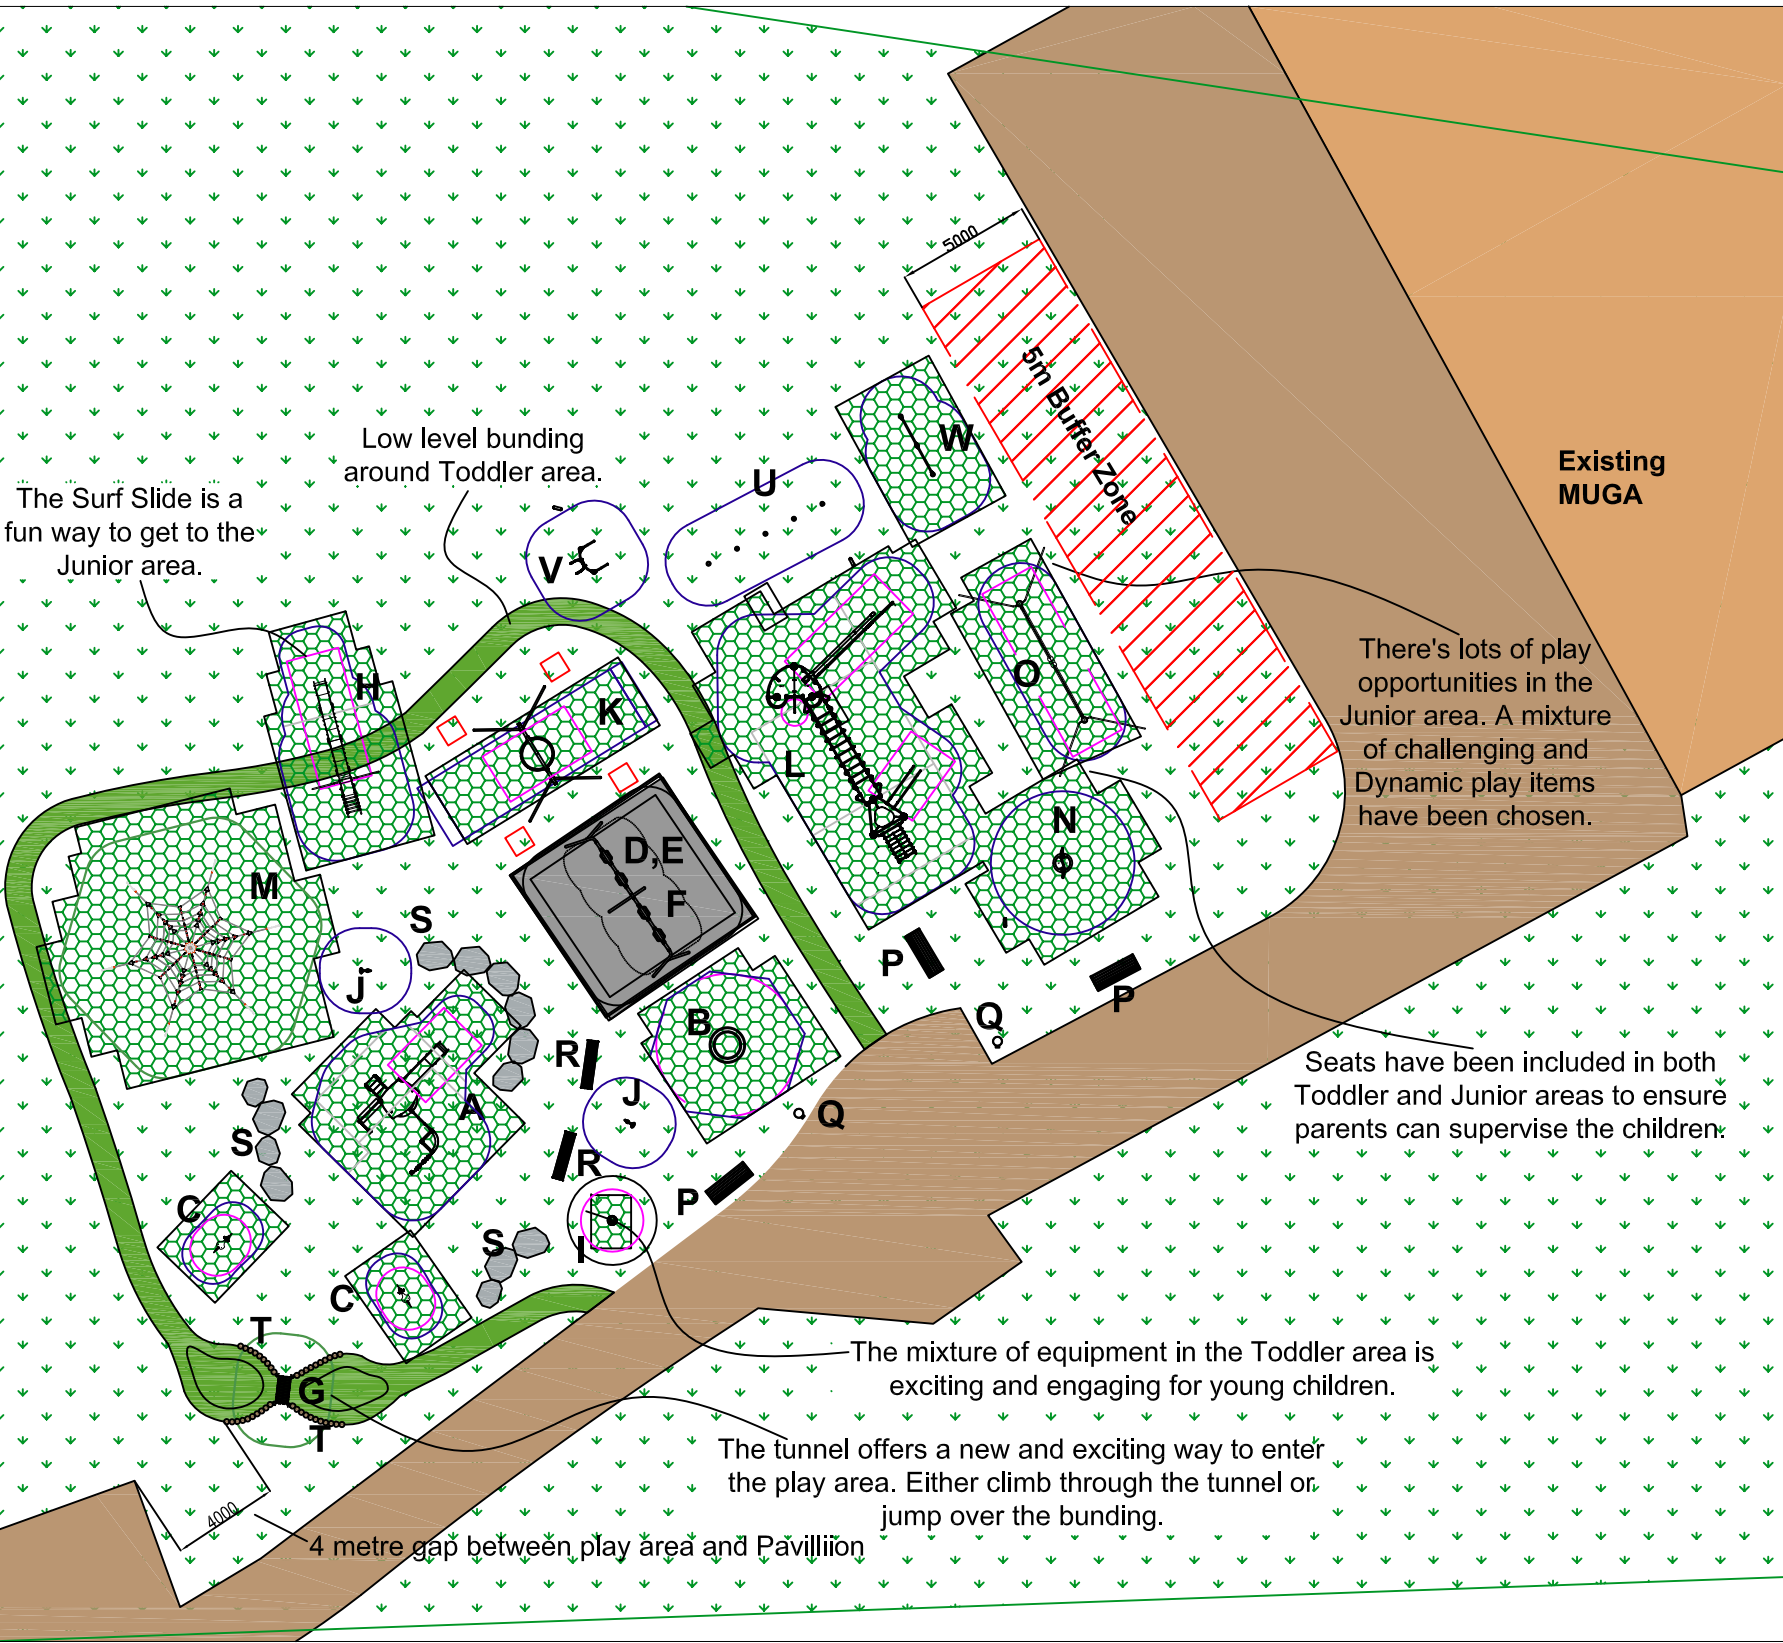 5000
5m Buffer Zone
Existing
MUGA
Low level bunding
around Toddler area.
The Surf Slide is a
fun way to get to the
Junior area.
W
U
V
There's lots of play
opportunities in the
Junior area. A mixture
of challenging and
Dynamic play items
have been chosen.
H
K
O
L
N
D,E
F
M
S
J
P
P
Q
B
R
J
A
Q
S
R
P
C
I
S
C
Seats have been included in both
Toddler and Junior areas to ensure
parents can supervise the children.
T
G
T
The mixture of equipment in the Toddler area is
exciting and engaging for young children.
The tunnel offers a new and exciting way to enter
the play area. Either climb through the tunnel or
jump over the bunding.
4000
4 metre gap between play area and Pavilliion